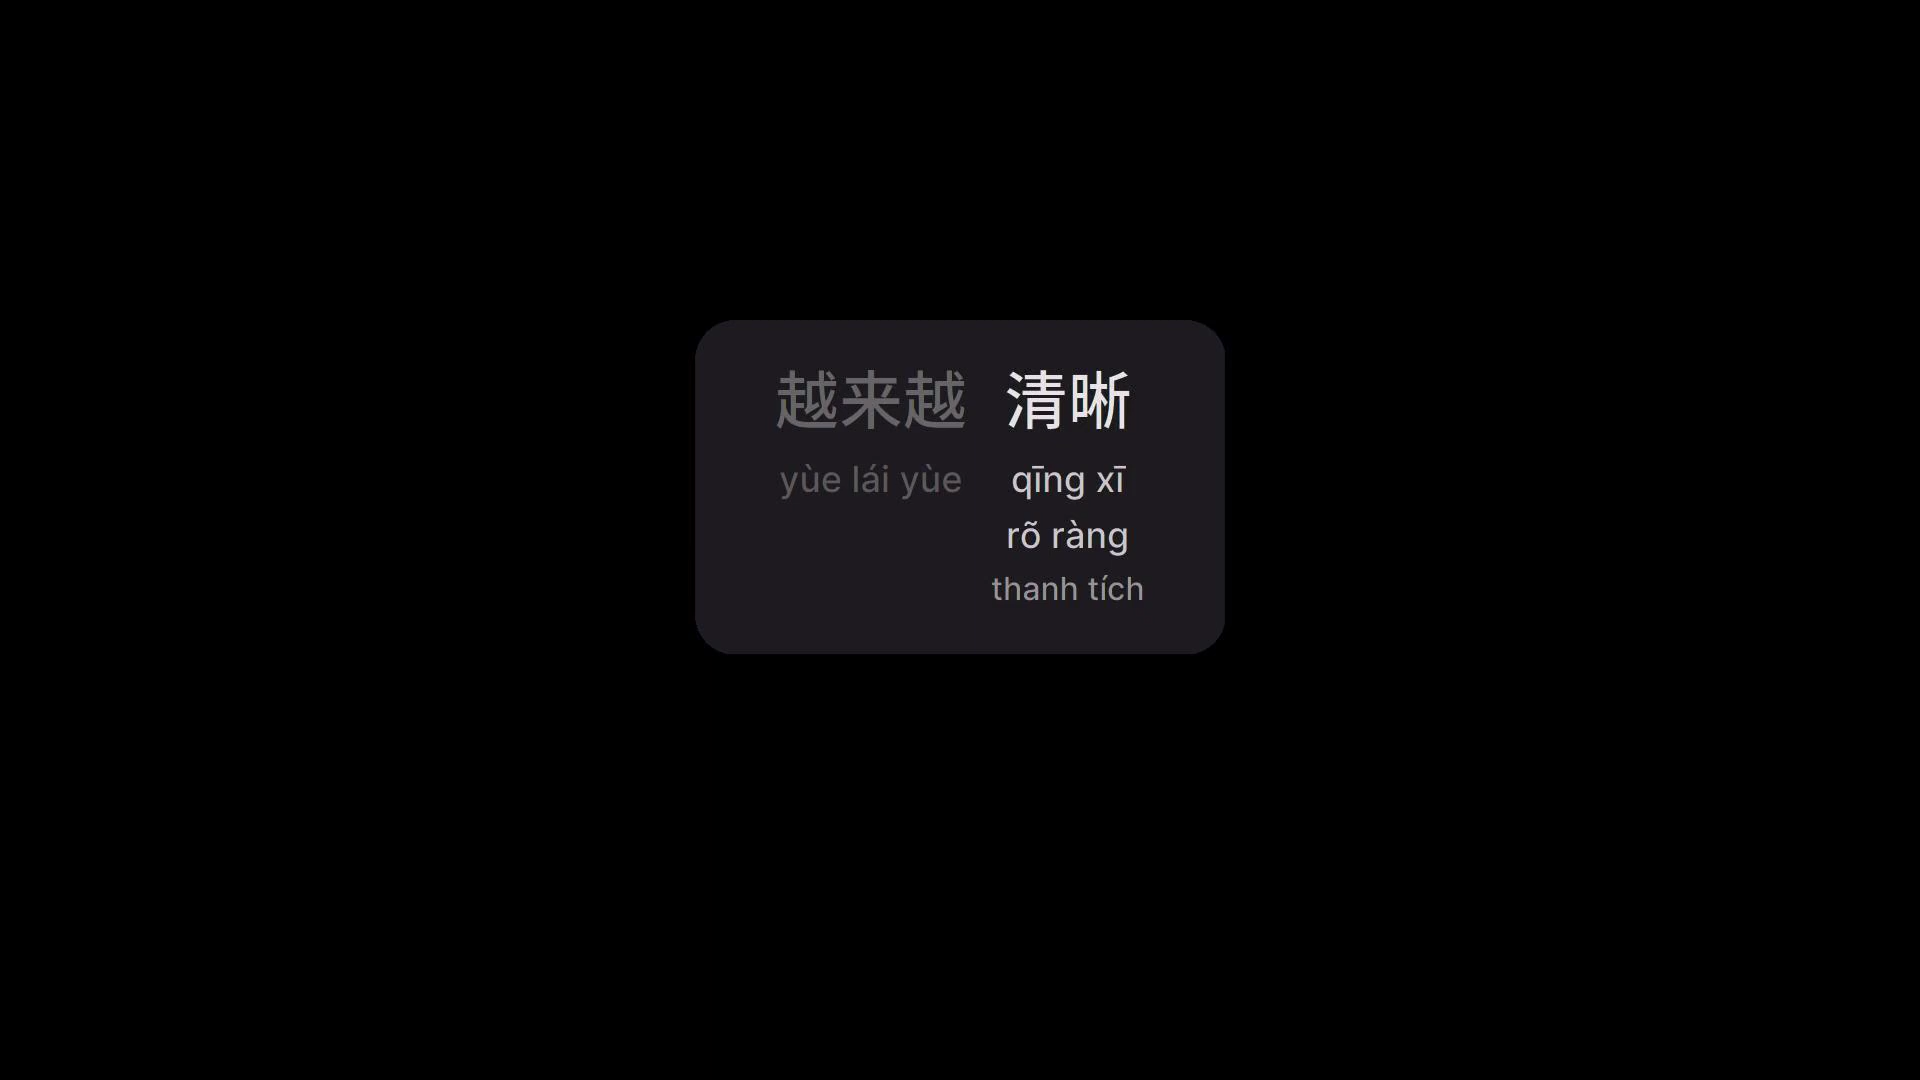 越来越 清晰
yùe lái yùe qīng xī
rõ ràng
thanh tích